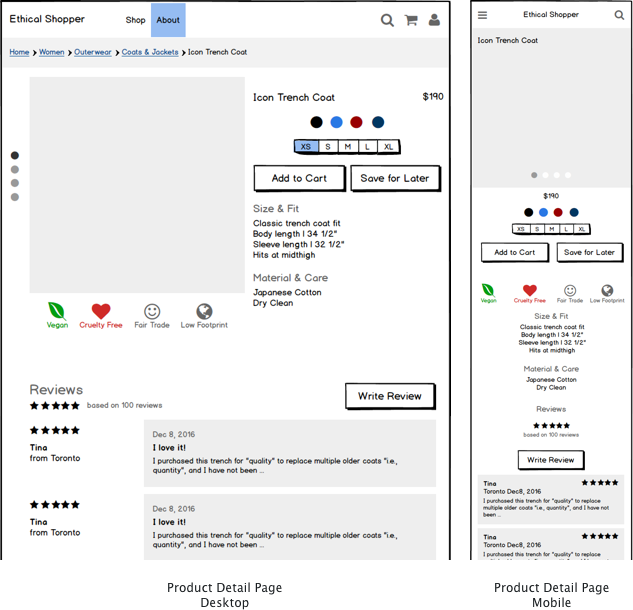 Ethical Shopper
Shop
About
Home > Women > Outerwear > Coats & Jackets > Icon Trench Coat
Icon Trench Coat
$190
XS S M L XL
Add to Cart
Save for Later
Size & Fit
Classic trench coat fit
Body length | 34 1/2"
Sleeve length | 32 1/2"
Hits at midthigh
Material & Care
Japanese Cotton
Dry Clean
Vegan
Cruelty Free
Fair Trade
Low Footprint
Reviews
based on 100 reviews
Write Review
Tina
from Toronto
Dec 8, 2016
I love it!
I purchased this trench for "quality" to replace multiple older coats "i.e.,
quantity", and I have not been ...
Tina
from Toronto
Dec 8, 2016
I love it!
I purchased this trench for "quality" to replace multiple older coats "i.e.,
quantity", and I have not been ...
Product Detail Page
Desktop
Ethical Shopper
Icon Trench Coat
$190
XS S M L XL
Add to Cart
Save for Later
Vegan
Cruelty Free
Fair Trade
Low Footprint
Size & Fit
Classic trench coat fit
Body length | 34 1/2"
Sleeve length | 32 1/2"
Hits at midthigh
Material & Care
Japanese Cotton
Dry Clean
Reviews
based on 100 reviews
Write Review
Tina
Toronto Dec8, 2016
I purchased this trench for "quality" to replace
multiple older coats "i.e., quantity", and I have not
been ...
Tina
Toronto Dec8, 2016
I purchased this trench for "quality" to replace
Product Detail Page
Mobile